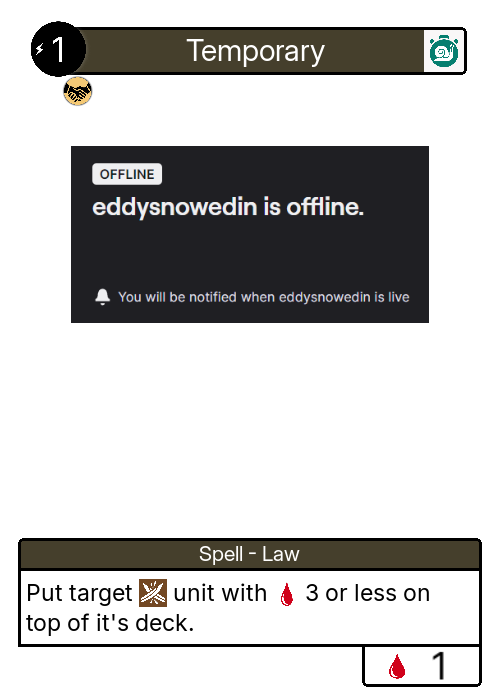 1
Temporary
OFFLINE
eddysnowedin is offline.
You will be notified when eddysnowedin is live
Spell - Law
Put target unit with 3 or less on
top of it's deck.
1